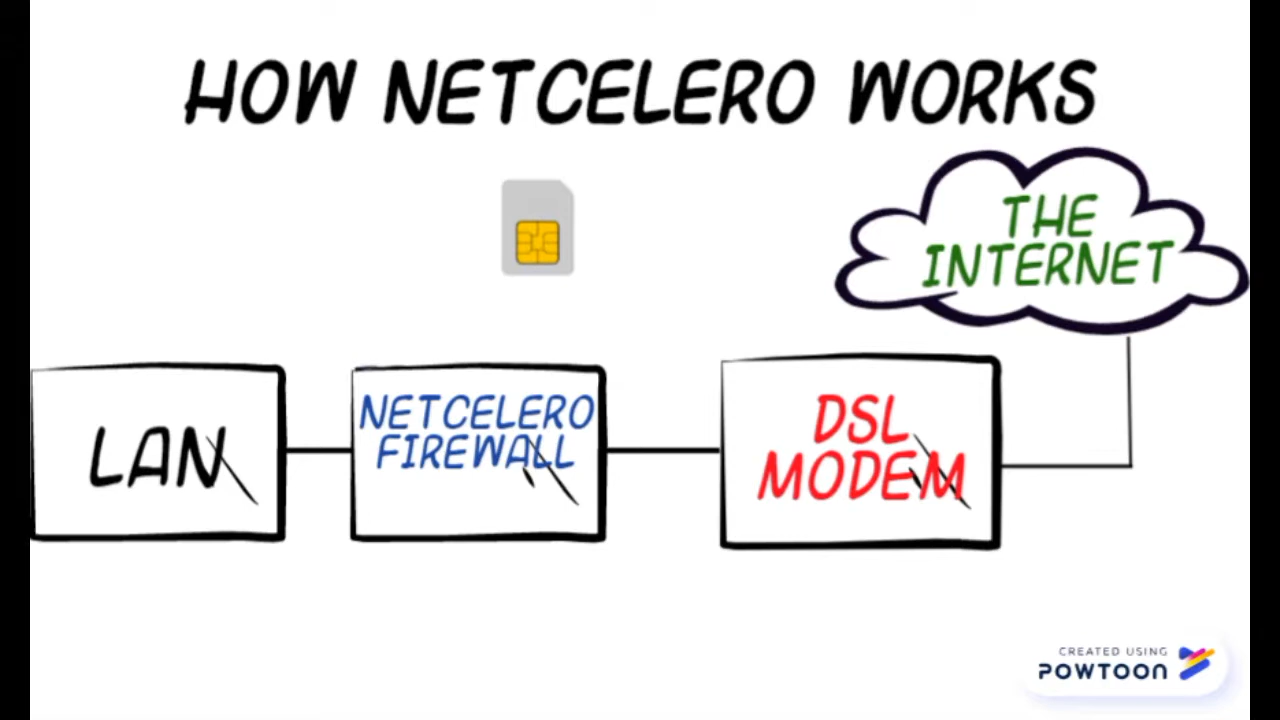 HOW NETCELERO WORKS
THE
INTERNET
LAN
NETCELERO
FIREWALL
DSL
MODEM
CREATED USING
POWTOON